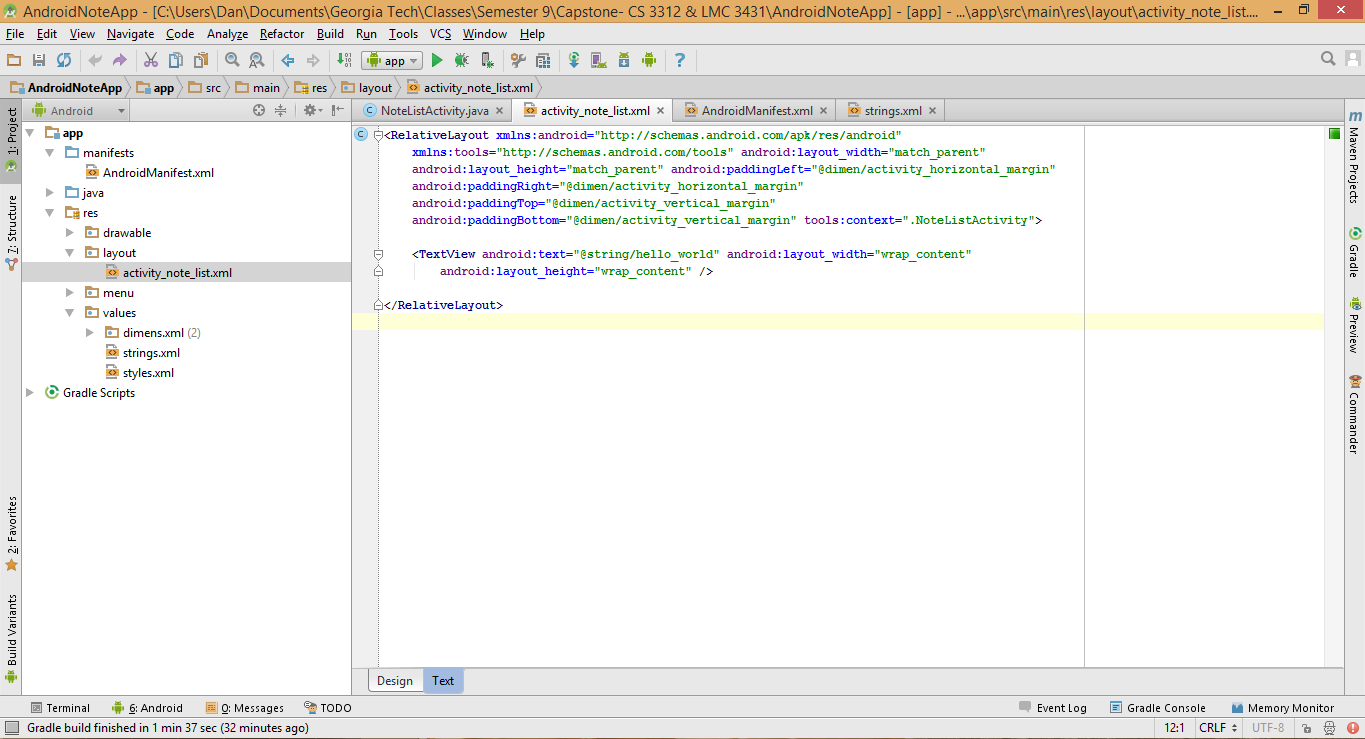 AndroidNoteApp - [C:\Users\Dan\Documents\Georgia Tech\Clases\Semester 9\Capstone- CS 3312 & LMC 3431\AndroidNoteApp] - [app] - ...\app\src\main\res\layout\activity_note_list....
File Edit View Navigate Code Analyze Refactor Build Run Tools VCS Window Help
app
AndroidNoteApp app src main res layout activity_note_list.xml
1: Project
7: Structure
2: Favorites
Build Variants
Android
app
manifests
AndroidManifest.xml
java
res
drawable
layout
activity_note_list.xml
menu
values
dimens.xml (2)
strings.xml
styles.xml
Gradle Scripts
NoteListActivity.java activity_note_list.xml AndroidManifest.xml strings.xml
<RelativeLayout xmlns:android="http://schemas.android.com/apk/res/android"
xmlns:tools="http://schemas.android.com/tools" android:layout_width="match_parent"
android:layout_height="match_parent" android:paddingLeft="@dimen/activity_horizontal_margin"
android:paddingRight="@dimen/activity_horizontal_margin"
android:paddingTop="@dimen/activity_vertical_margin"
android:paddingBottom="@dimen/activity_vertical_margin" tools:context=".NoteListActivity">
<TextView android:text="@string/hello_world" android:layout_width="wrap_content"
android:layout_height="wrap_content" />
</RelativeLayout>
Design Text
Maven Projects
Gradle
Preview
Commander
Terminal 6: Android 0: Messages TODO Event Log Gradle Console Memory Monitor
Gradle build finished in 1 min 37 sec (32 minutes ago) 12:1 CRLF UTF-8